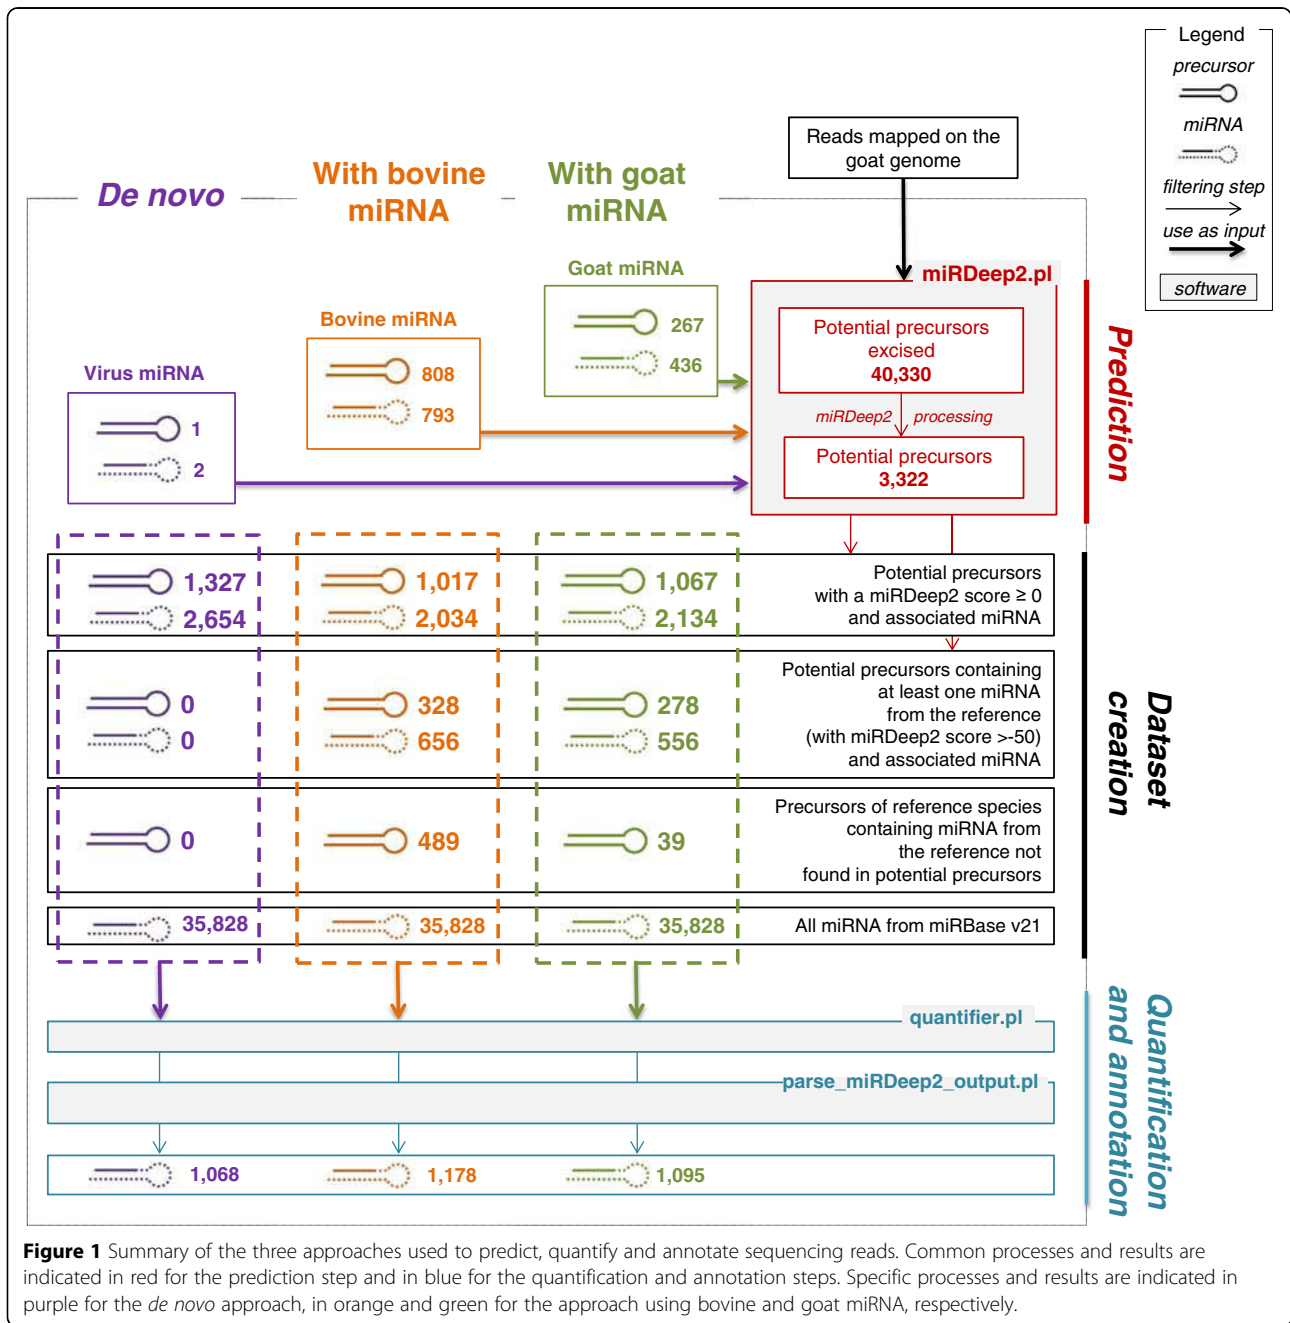 Legend
precursor
miRNA
filtering step
use as input
software
Reads mapped on the
goat genome
De novo
With bovine
miRNA
With goat
miRNA
Goat miRNA
267
436
Bovine miRNA
808
793
Virus miRNA
1
2
miRDeep2.pl
Potential precursors
excised
40,330
miRDeep2 processing
Potential precursors
3,322
Prediction
1,327
2,654
1,017
2,034
1,067
2,134
Potential precursors
with a miRDeep2 score ≥ 0
and associated miRNA
0
0
328
656
278
556
Potential precursors containing
at least one miRNA
from the reference
(with miRDeep2 score >-50)
and associated miRNA
0
489
39
Precursors of reference species
containing miRNA from
the reference not
found in potential precursors
35,828
35,828
35,828
All miRNA from miRBase v21
Dataset
creation
quantifier.pl
parse_miRDeep2_output.pl
1,068
1,178
1,095
Quantification
and annotation
Figure 1 Summary of the three approaches used to predict, quantify and annotate sequencing reads. Common processes and results are
indicated in red for the prediction step and in blue for the quantification and annotation steps. Specific processes and results are indicated in
purple for the de novo approach, in orange and green for the approach using bovine and goat miRNA, respectively.